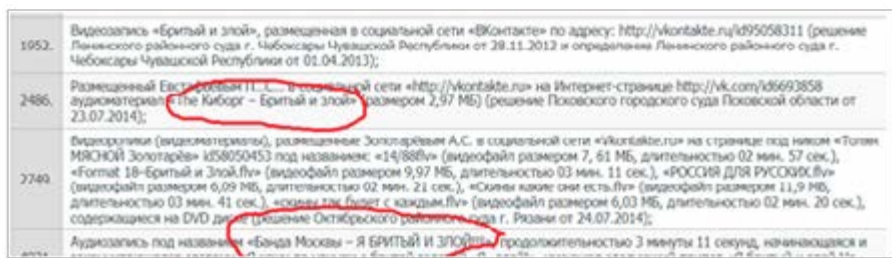 1952.
Видеозапись «Бритый и злой», размещенная в социальной сети «ВКонтакте» по адресу: http://vkontakte.ru/id95058311 (решение
Ленинского районного суда г. Чебоксары Чувашской Республики от 28.11.2012 и определение Ленинского районного суда г.
Чебоксары Чувашской Республики от 01.04.2013);
2486.
Размещенный Евстафьевым П...С... в социальной сети «http://vkontakte.ru» на Интернет-странице http://vk.com/id6693858
аудиоматериал «The Киборг – Бритый и злой» (размером 2,97 МБ) (решение Псковского городского суда Псковской области от
23.07.2014);
2749.
Видеоролики (видеоматериалы), размещенные Золотарёвым А.С. в социальной сети «Vkontakte.ru» на странице под ником «Толян
МЯСНОЙ Золотарёв» id58050453 под названием: «14/88flv» (видеофайл размером 7, 61 МБ, длительностью 02 мин. 57 сек.),
«Format 18–Бритый и Злой.flv» (видеофайл размером 9,97 МБ, длительностью 03 мин. 11 сек.), «РОССИЯ ДЛЯ РУССКИХ.flv»
(видеофайл размером 6,09 МБ, длительностью 02 мин. 21 сек.), «Скины какие они есть.flv» (видеофайл размером 11,9 МБ,
длительностью 03 мин. 41 сек.), «скины так будет с каждым.flv» (видеофайл размером 6,03 МБ, длительностью 02 мин. 20 сек.),
содержащиеся на DVD диске (решение Октябрьского районного суда г. Рязани от 24.07.2014);
Аудиозапись под названием «Банда Москвы – Я БРИТЫЙ И ЗЛОЙ!!!», продолжительностью 3 минуты 11 секунд, начинающаяся и